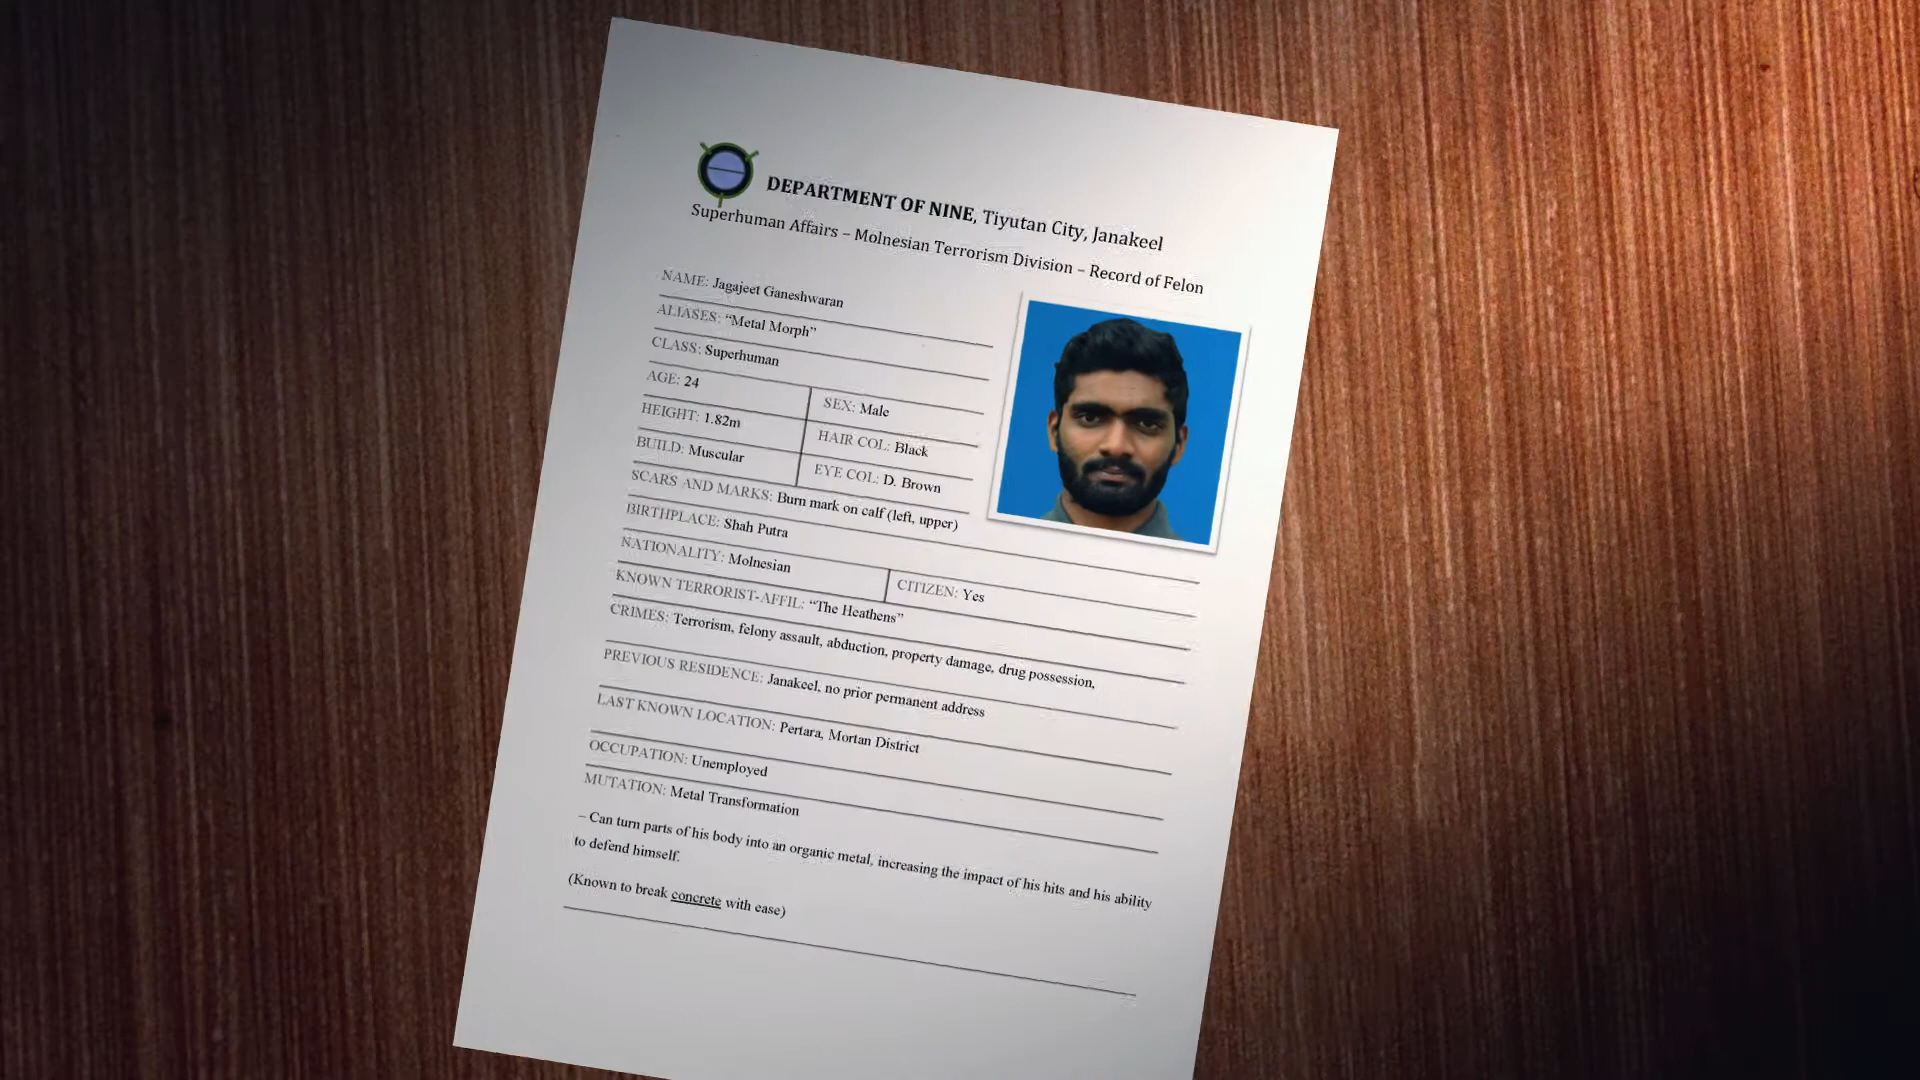 DEPARTMENT OF NINE, Tiyutan City, Janakeel
Superhuman Affairs – Molnesian Terrorism Division – Record of Felon
NAME: Jagajeet Ganeshwaran
ALIASES: “Metal Morph”
CLASS: Superhuman
AGE: 24
SEX: Male
HEIGHT: 1.82m
HAIR COL: Black
BUILD: Muscular
EYE COL: D. Brown
SCARS AND MARKS: Burn mark on calf (left, upper)
BIRTHPLACE: Shah Putra
NATIONALITY: Molnesian
CITIZEN: Yes
KNOWN TERRORIST-AFFIL: “The Heathens”
CRIMES: Terrorism, felony assault, abduction, property damage, drug possession,
PREVIOUS RESIDENCE: Janakeel, no prior permanent address
LAST KNOWN LOCATION: Pertara, Mortan District
OCCUPATION: Unemployed
MUTATION: Metal Transformation
– Can turn parts of his body into an organic metal, increasing the impact of his hits and his ability
to defend himself.
(Known to break concrete with ease)